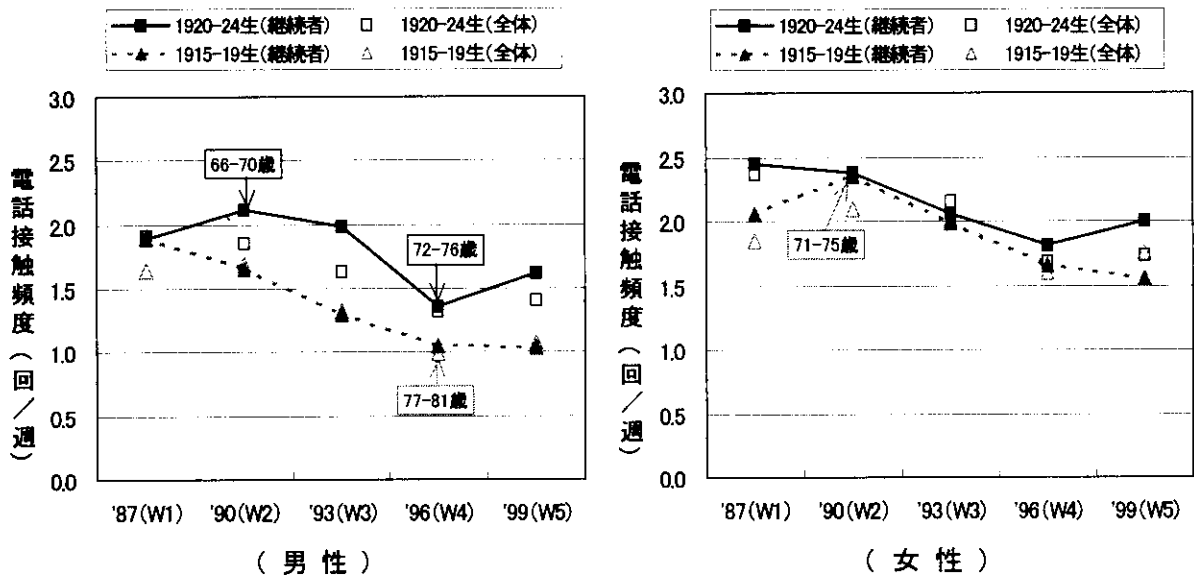 1920-24生(継続者) 1920-24生(全体)
1915-19生(継続者) 1915-19生(全体)
電話接触頻度(回/週)
3.0
2.5
2.0
1.5
1.0
0.5
0.0
66-70歳
72-76歳
77-81歳
'87(W1) '90(W2) '93(W3) '96(W4) '99(W5)
(男性)
1920-24生(継続者) 1920-24生(全体)
1915-19生(継続者) 1915-19生(全体)
電話接触頻度(回/週)
3.0
2.5
2.0
1.5
1.0
0.5
0.0
71-75歳
'87(W1) '90(W2) '93(W3) '96(W4) '99(W5)
(女性)